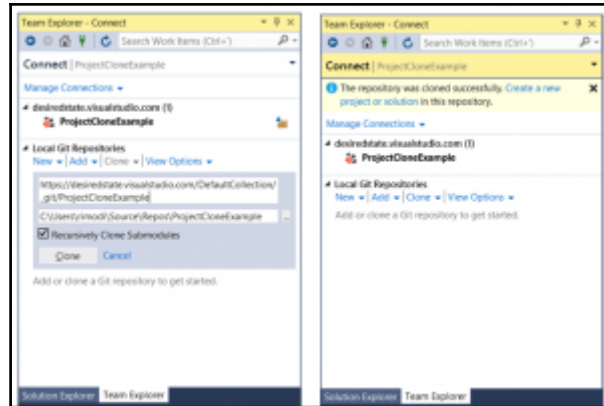 Team Explorer - Connect
Search Work Items (Ctrl+')
Connect | ProjectCloneExample
Manage Connections
desiredstate.visualstudio.com (1)
ProjectCloneExample
Local Git Repositories
New | Add | Clone | View Options
https://desiredstate.visualstudio.com/DefaultCollection/
_git/ProjectCloneExample
C:\Users\rimodi\Source\Repos\ProjectCloneExample ...
Recursively Clone Submodules
Clone Cancel
Add or clone a Git repository to get started.
Solution Explorer Team Explorer
Team Explorer - Connect
Search Work Items (Ctrl+')
Connect | ProjectCloneExample
The repository was cloned successfully. Create a new
project or solution in this repository.
Manage Connections
desiredstate.visualstudio.com (1)
ProjectCloneExample
Local Git Repositories
New | Add | Clone | View Options
Add or clone a Git repository to get started.
Solution Explorer Team Explorer